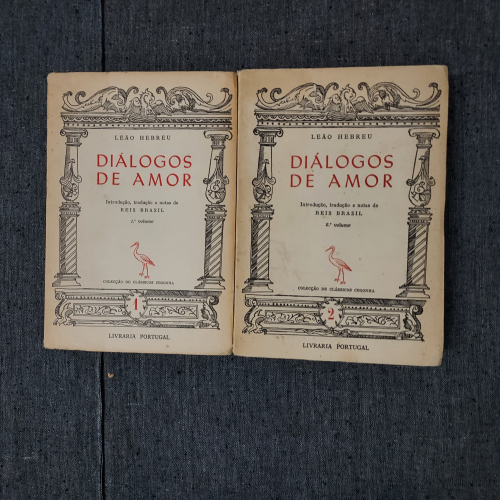 LEÃO HEBREU
DIÁLOGOS
DE AMOR
Introdução, tradução e notas de
REIS BRASIL
1.º volume
COLECÇÃO DE CLÁSSICOS CEGONHA
1
LIVRARIA PORTUGAL
LEÃO HEBREU
DIÁLOGOS
DE AMOR
Introdução, tradução e notas de
REIS BRASIL
2.º volume
COLECÇÃO DE CLÁSSICOS CEGONHA
2
LIVRARIA PORTUGAL